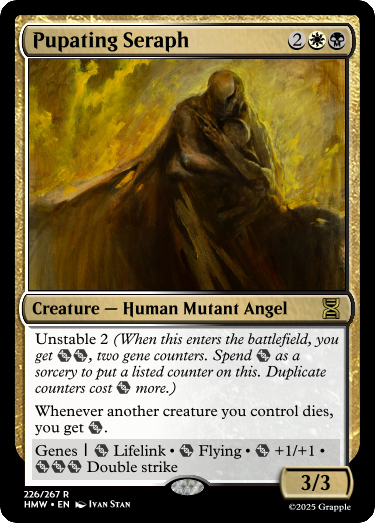 Pupating Seraph 2
Creature — Human Mutant Angel
Unstable 2 (When this enters the battlefield, you
get , two gene counters. Spend as a
sorcery to put a listed counter on this. Duplicate
counters cost more.)
Whenever another creature you control dies,
you get .
Genes | Lifelink • Flying • +1/+1 •
Double strike
3/3
226/267 R
HMW • EN Ivan Stan
©2025 Grapple